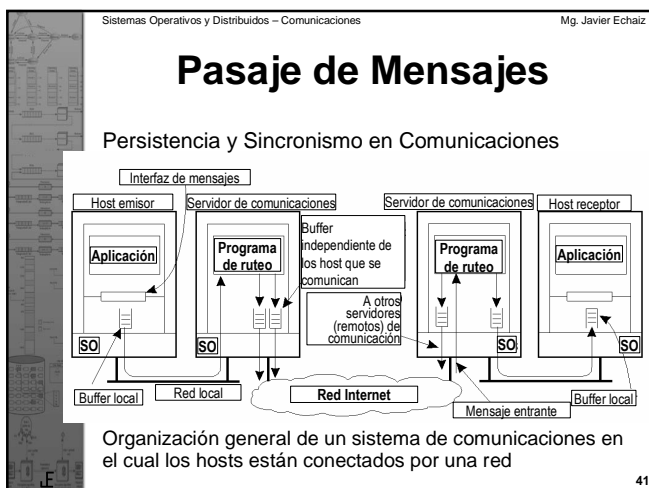 Sistemas Operativos y Distribuidos – Comunicaciones
Mg. Javier Echaiz
Pasaje de Mensajes
Persistencia y Sincronismo en Comunicaciones
Interfaz de mensajes
Host emisor
Servidor de comunicaciones
Servidor de comunicaciones
Host receptor
Aplicación
Programa
de ruteo
Buffer
independiente de
los host que se
comunican
Programa
de ruteo
Aplicación
A otros
servidores
(remotos) de
comunicación
SO
SO
SO
SO
Buffer local
Red local
Red Internet
Mensaje entrante
Buffer local
Organización general de un sistema de comunicaciones en
el cual los hosts están conectados por una red
JE
41